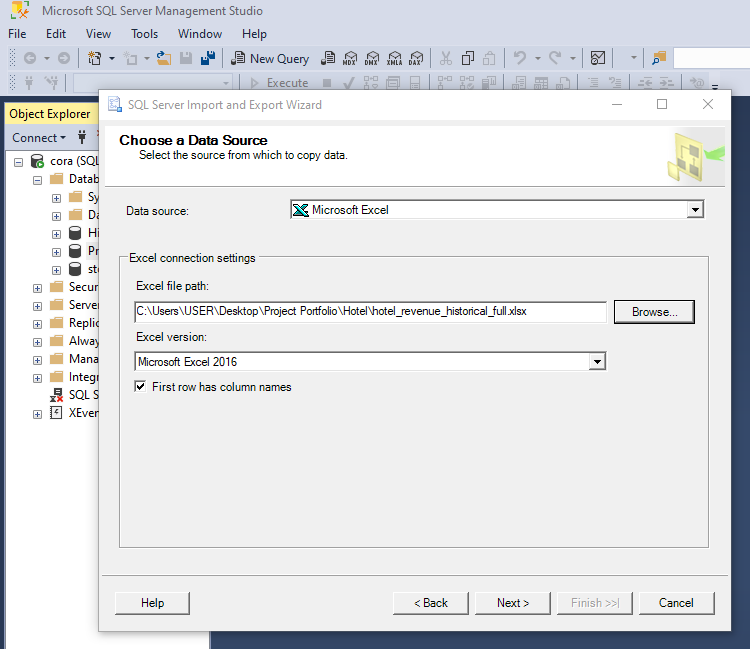 Microsoft SQL Server Management Studio
File Edit View Tools Window Help
New Query MDX DMX XMLA DAX
Execute
SQL Server Import and Export Wizard
Object Explorer
Connect
Choose a Data Source
Select the source from which to copy data.
cora (SQL
Datab
Sy
Da
Hi
Pr
st
Secur
Server
Replic
Alway
Mana
Integr
SQL S
XEver
Data source: Microsoft Excel
Excel connection settings
Excel file path:
C:\Users\USER\Desktop\Project Portfolio\Hotel\hotel_revenue_historical_full.xlsx Browse...
Excel version:
Microsoft Excel 2016
First row has column names
Help < Back Next > Finish >>| Cancel